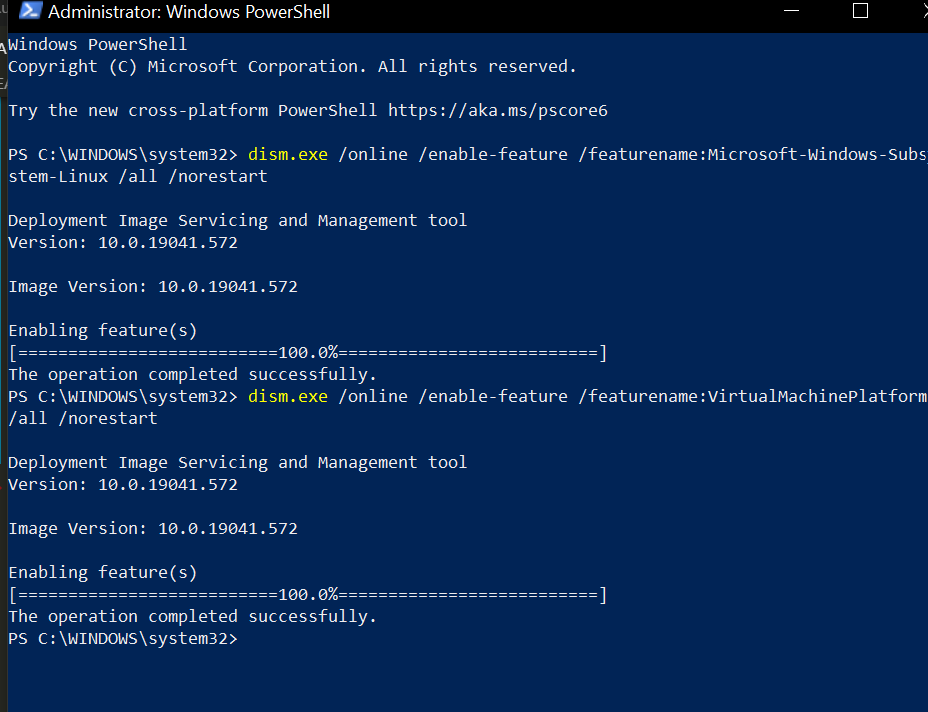 Administrator: Windows PowerShell
Windows PowerShell
Copyright (C) Microsoft Corporation. All rights reserved.
Try the new cross-platform PowerShell https://aka.ms/pscore6
PS C:\WINDOWS\system32> dism.exe /online /enable-feature /featurename:Microsoft-Windows-Subsy
stem-Linux /all /norestart
Deployment Image Servicing and Management tool
Version: 10.0.19041.572
Image Version: 10.0.19041.572
Enabling feature(s)
[==========================100.0%==========================]
The operation completed successfully.
PS C:\WINDOWS\system32> dism.exe /online /enable-feature /featurename:VirtualMachinePlatform
/all /norestart
Deployment Image Servicing and Management tool
Version: 10.0.19041.572
Image Version: 10.0.19041.572
Enabling feature(s)
[==========================100.0%==========================]
The operation completed successfully.
PS C:\WINDOWS\system32>